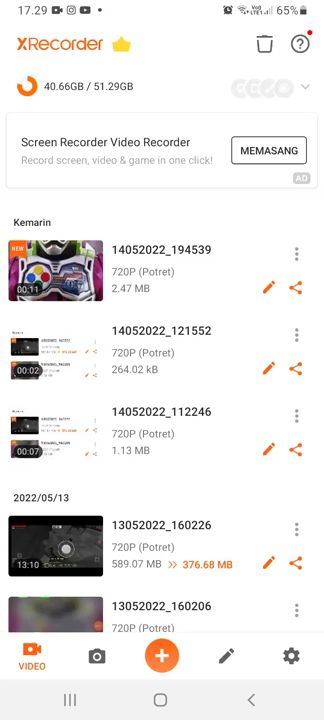 17.29
65%
XRecorder
40.66GB / 51.29GB
Screen Recorder Video Recorder
Record screen, video & game in one click!
MEMASANG
AD
Kemarin
NEW
00:11
14052022_194539
720P (Potret)
2.47 MB
00:02
14052022_121552
720P (Potret)
264.02 kB
00:07
14052022_112246
720P (Potret)
1.13 MB
2022/05/13
13:10
13052022_160226
720P (Potret)
589.07 MB >> 376.68 MB
13052022_160206
720P (Potret)
VIDEO